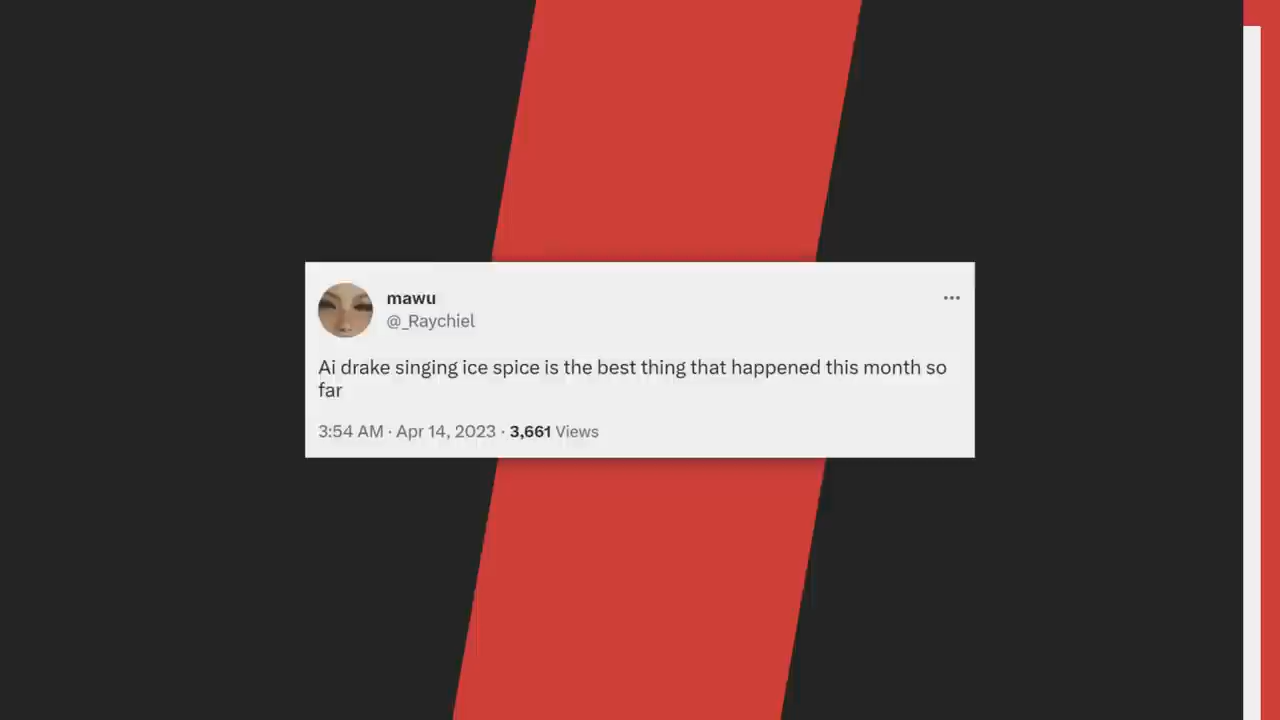 mawu
@_Raychiel
Ai drake singing ice spice is the best thing that happened this month so
far
3:54 AM · Apr 14, 2023 · 3,661 Views